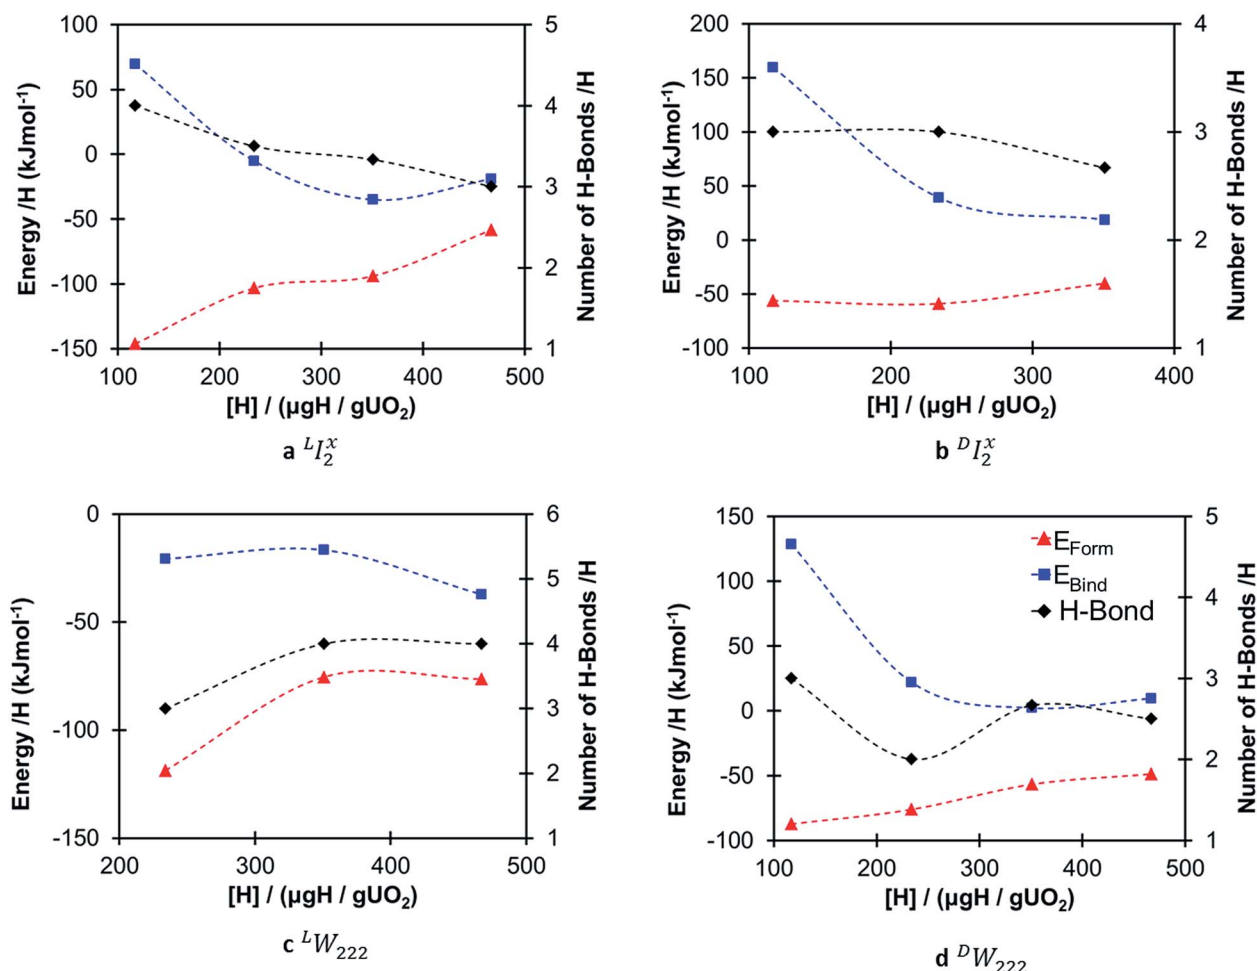 100
50
0
-50
-100
-150
5
4
3
2
1
100 200 300 400 500
Energy /H (kJmol⁻¹)
Number of H-Bonds /H
[H] / (µgH / gUO₂)
a ᴸI₂ˣ
200
150
100
50
0
-50
-100
4
3
2
1
100 200 300 400
Energy /H (kJmol⁻¹)
Number of H-Bonds /H
[H] / (µgH / gUO₂)
b ᴰI₂ˣ
0
-50
-100
-150
6
5
4
3
2
1
200 300 400 500
Energy /H (kJmol⁻¹)
Number of H-Bonds /H
[H] / (µgH / gUO₂)
c ᴸW₂₂₂
150
100
50
0
-50
-100
5
4
3
2
1
100 200 300 400 500
Energy /H (kJmol⁻¹)
Number of H-Bonds /H
E_Form
E_Bind
H-Bond
[H] / (µgH / gUO₂)
d ᴰW₂₂₂